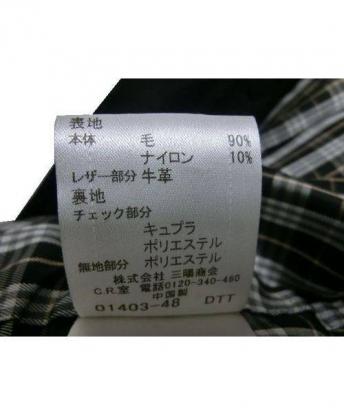 表地
本体 毛 90%
ナイロン 10%
レザー部分 牛革
裏地
チェック部分
キュプラ
ポリエステル
無地部分 ポリエステル
株式会社 三陽商会
C.R.室 電話0120-340-460
中国製
01403-48 DTT